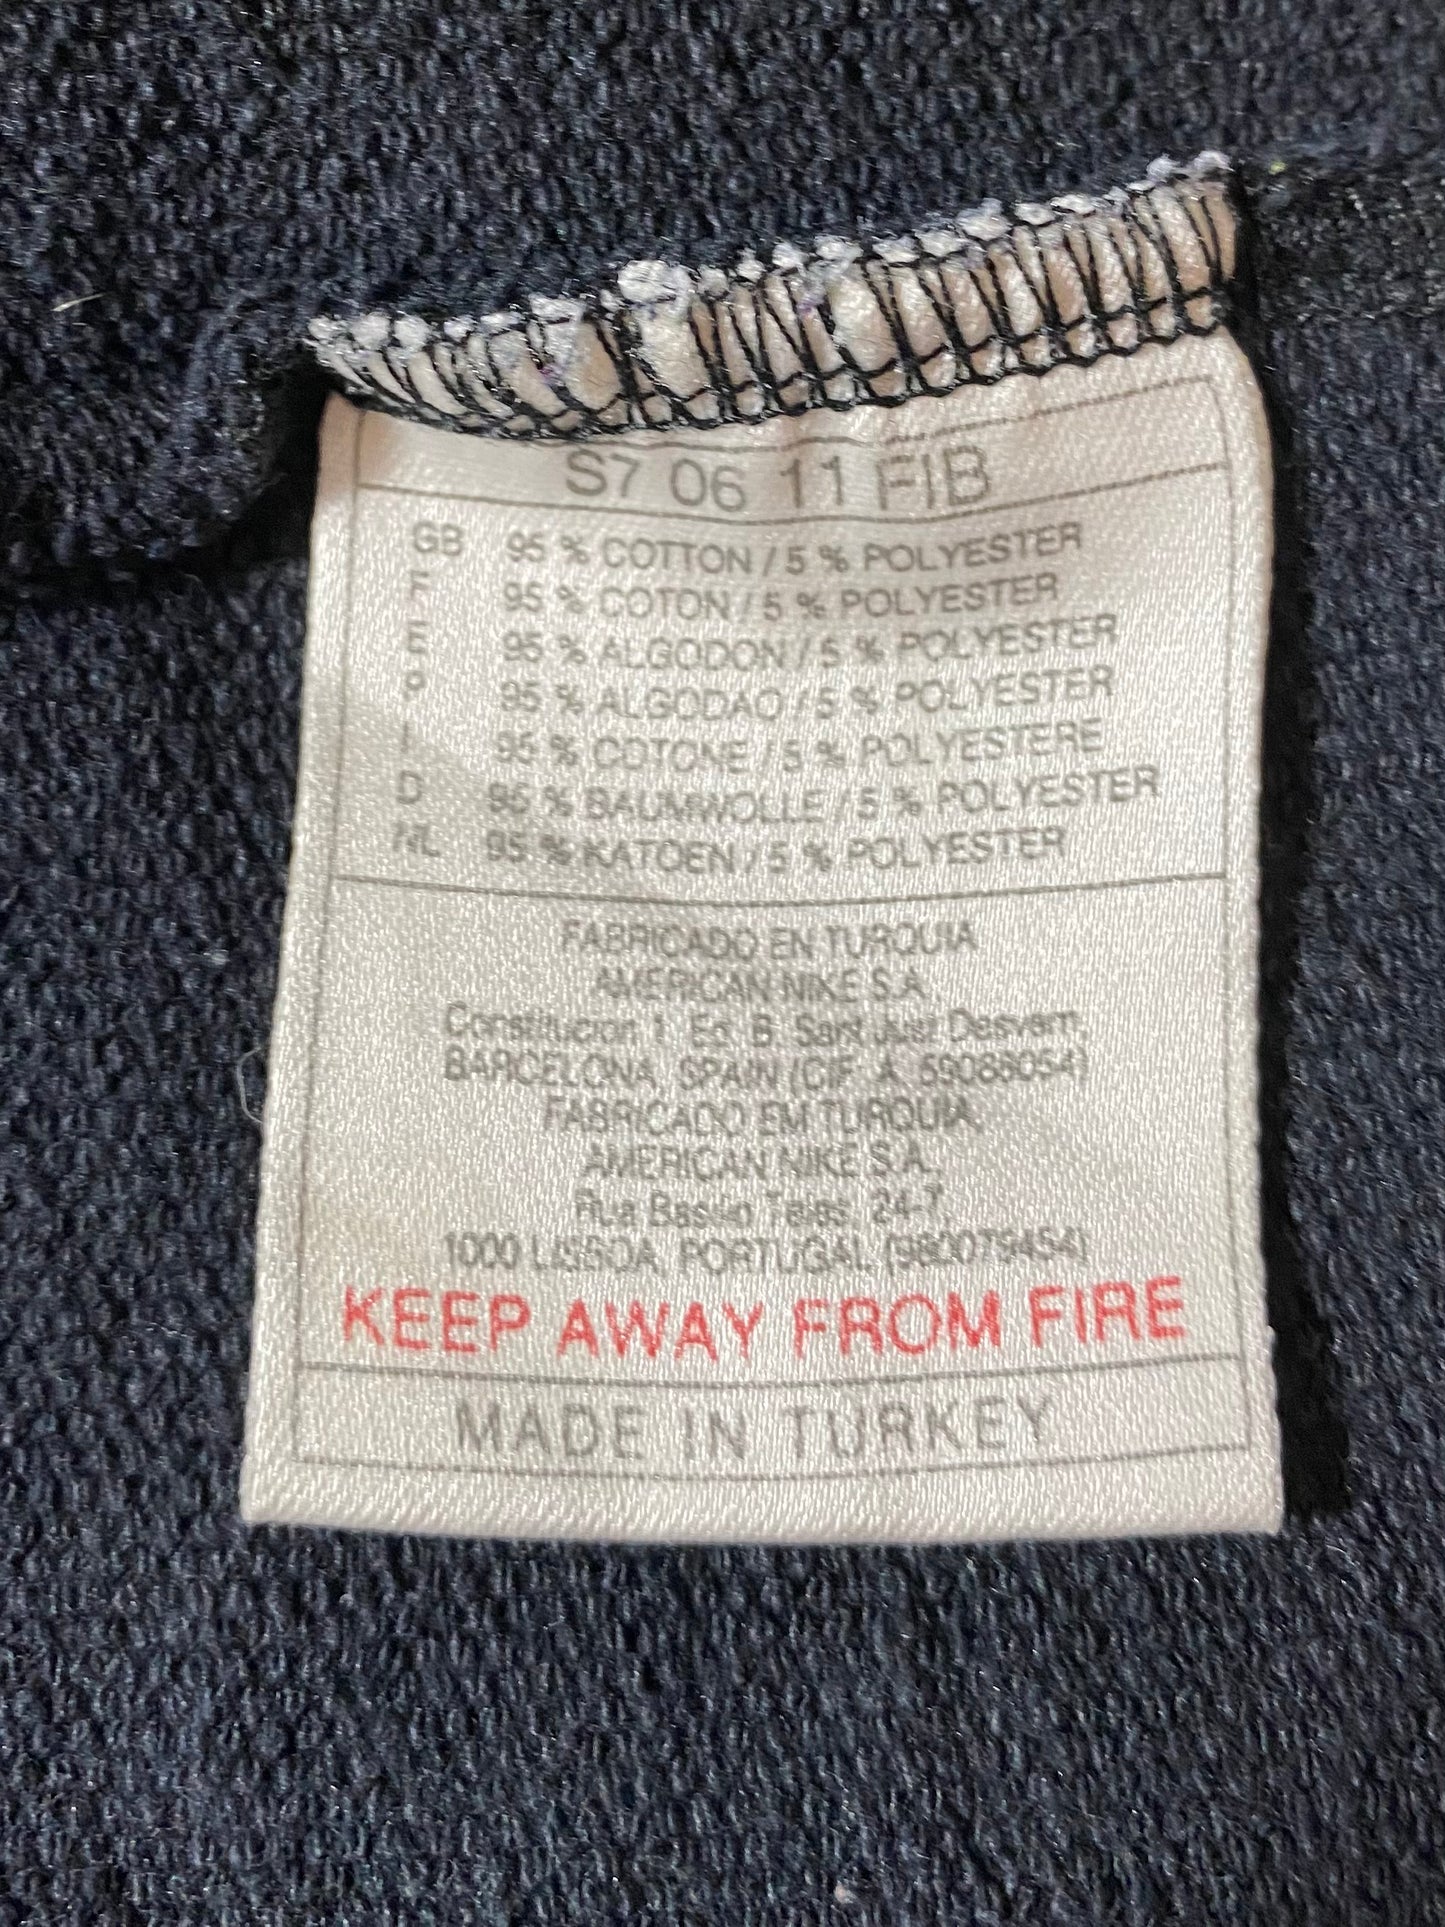 S7 06 11 FIB
GB 95 % COTTON / 5 % POLYESTER
F 95 % COTON / 5 % POLYESTER
E 95 % ALGODON / 5 % POLYESTER
P 95 % ALGODAO / 5 % POLYESTER
I 95 % COTONE / 5 % POLYESTERE
D 95 % BAUMWOLLE / 5 % POLYESTER
NL 95 % KATOEN / 5 % POLYESTER
FABRICADO EN TURQUIA
AMERICAN NIKE S.A.
Constitucion 1. Ed. B. Sant Just Desvern,
BARCELONA, SPAIN (CIF: A. 59088054)
FABRICADO EM TURQUIA,
AMERICAN NIKE S.A.
Rua Basilio Teles, 24-7,
1000 LISBOA, PORTUGAL (980079454)
KEEP AWAY FROM FIRE
MADE IN TURKEY